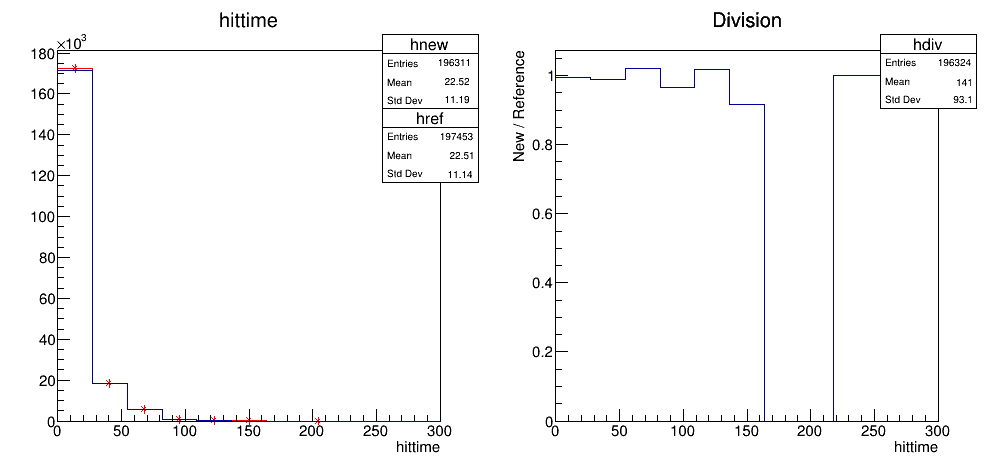 hittime
×10³
180
160
140
120
100
80
60
40
20
0
0 50 100 150 200 250 300
hittime
hnew
Entries 196311
Mean 22.52
Std Dev 11.19
href
Entries 197453
Mean 22.51
Std Dev 11.14
Division
New / Reference
1
0.8
0.6
0.4
0.2
0
0 50 100 150 200 250 300
hittime
hdiv
Entries 196324
Mean 141
Std Dev 93.1